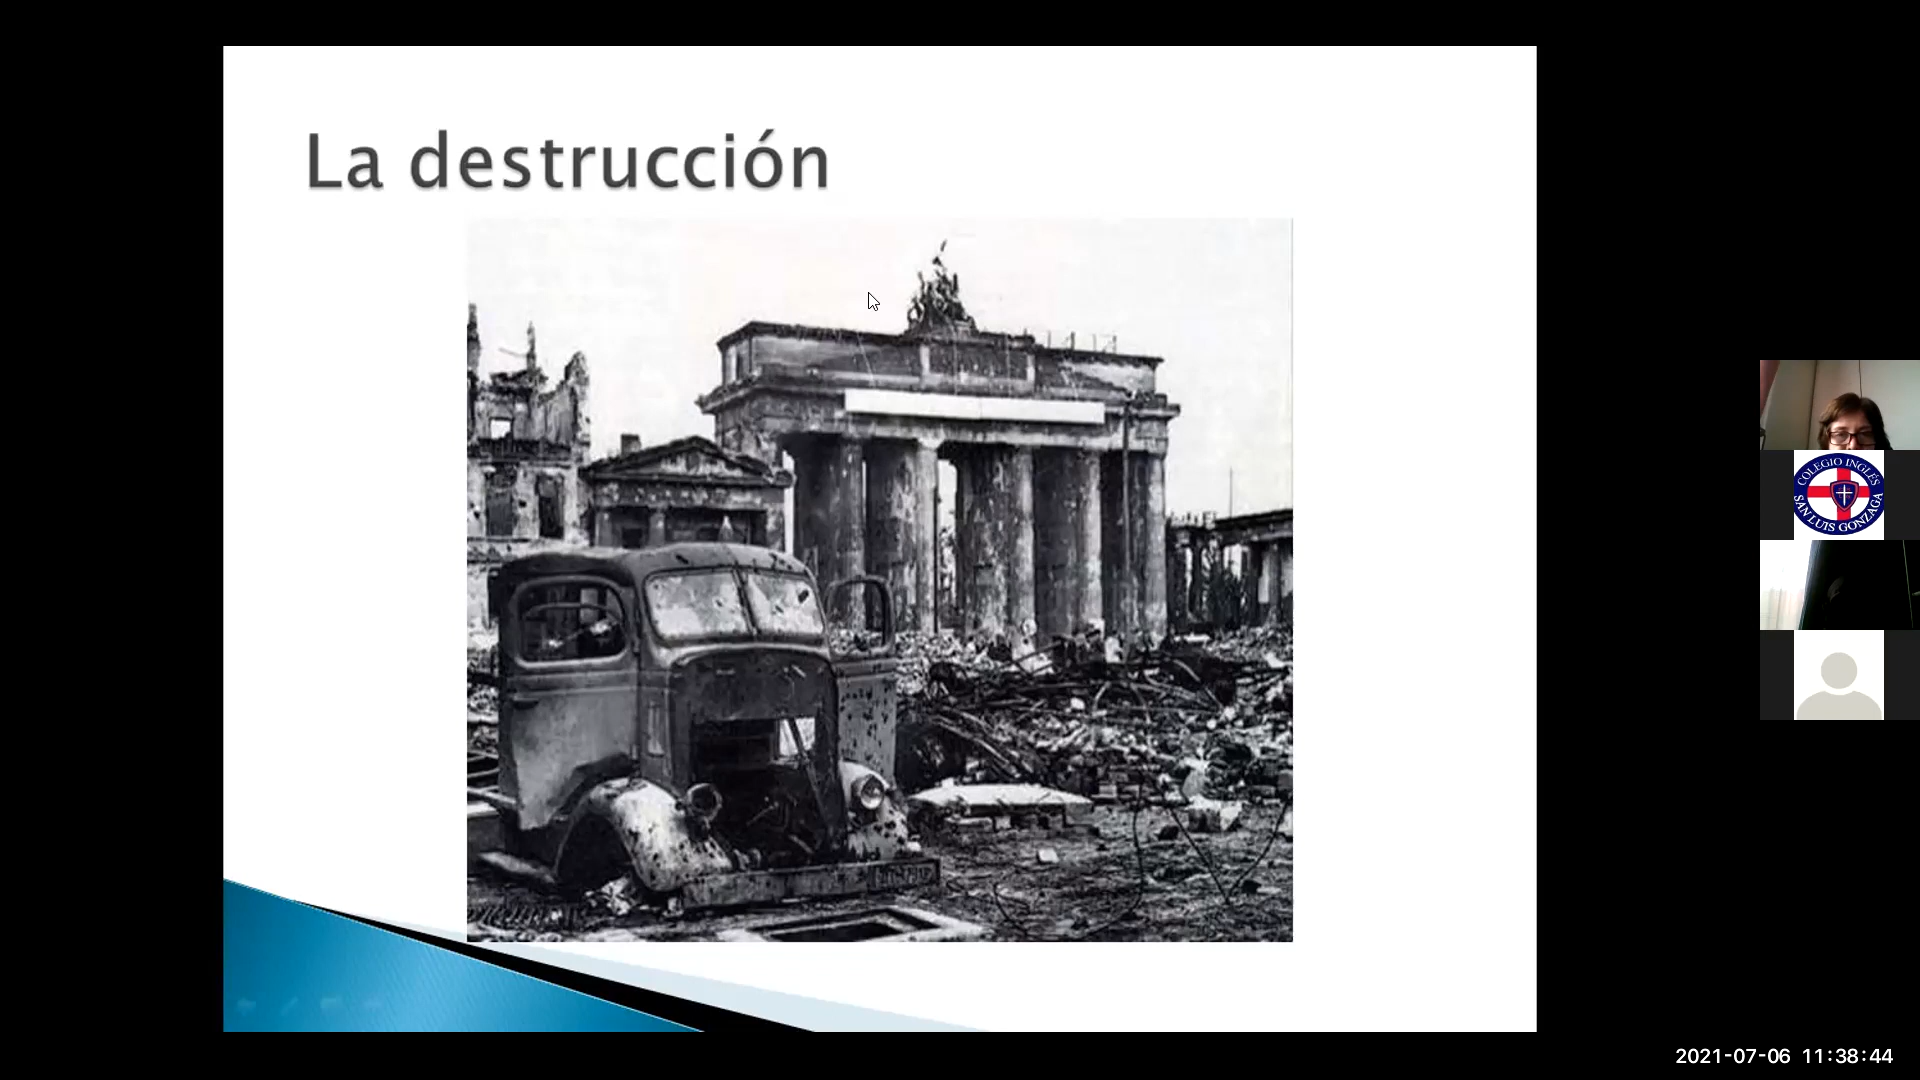 La destrucción
COLEGIO INGLÉS
SAN LUIS GONZAGA
2021-07-06 11:38:44